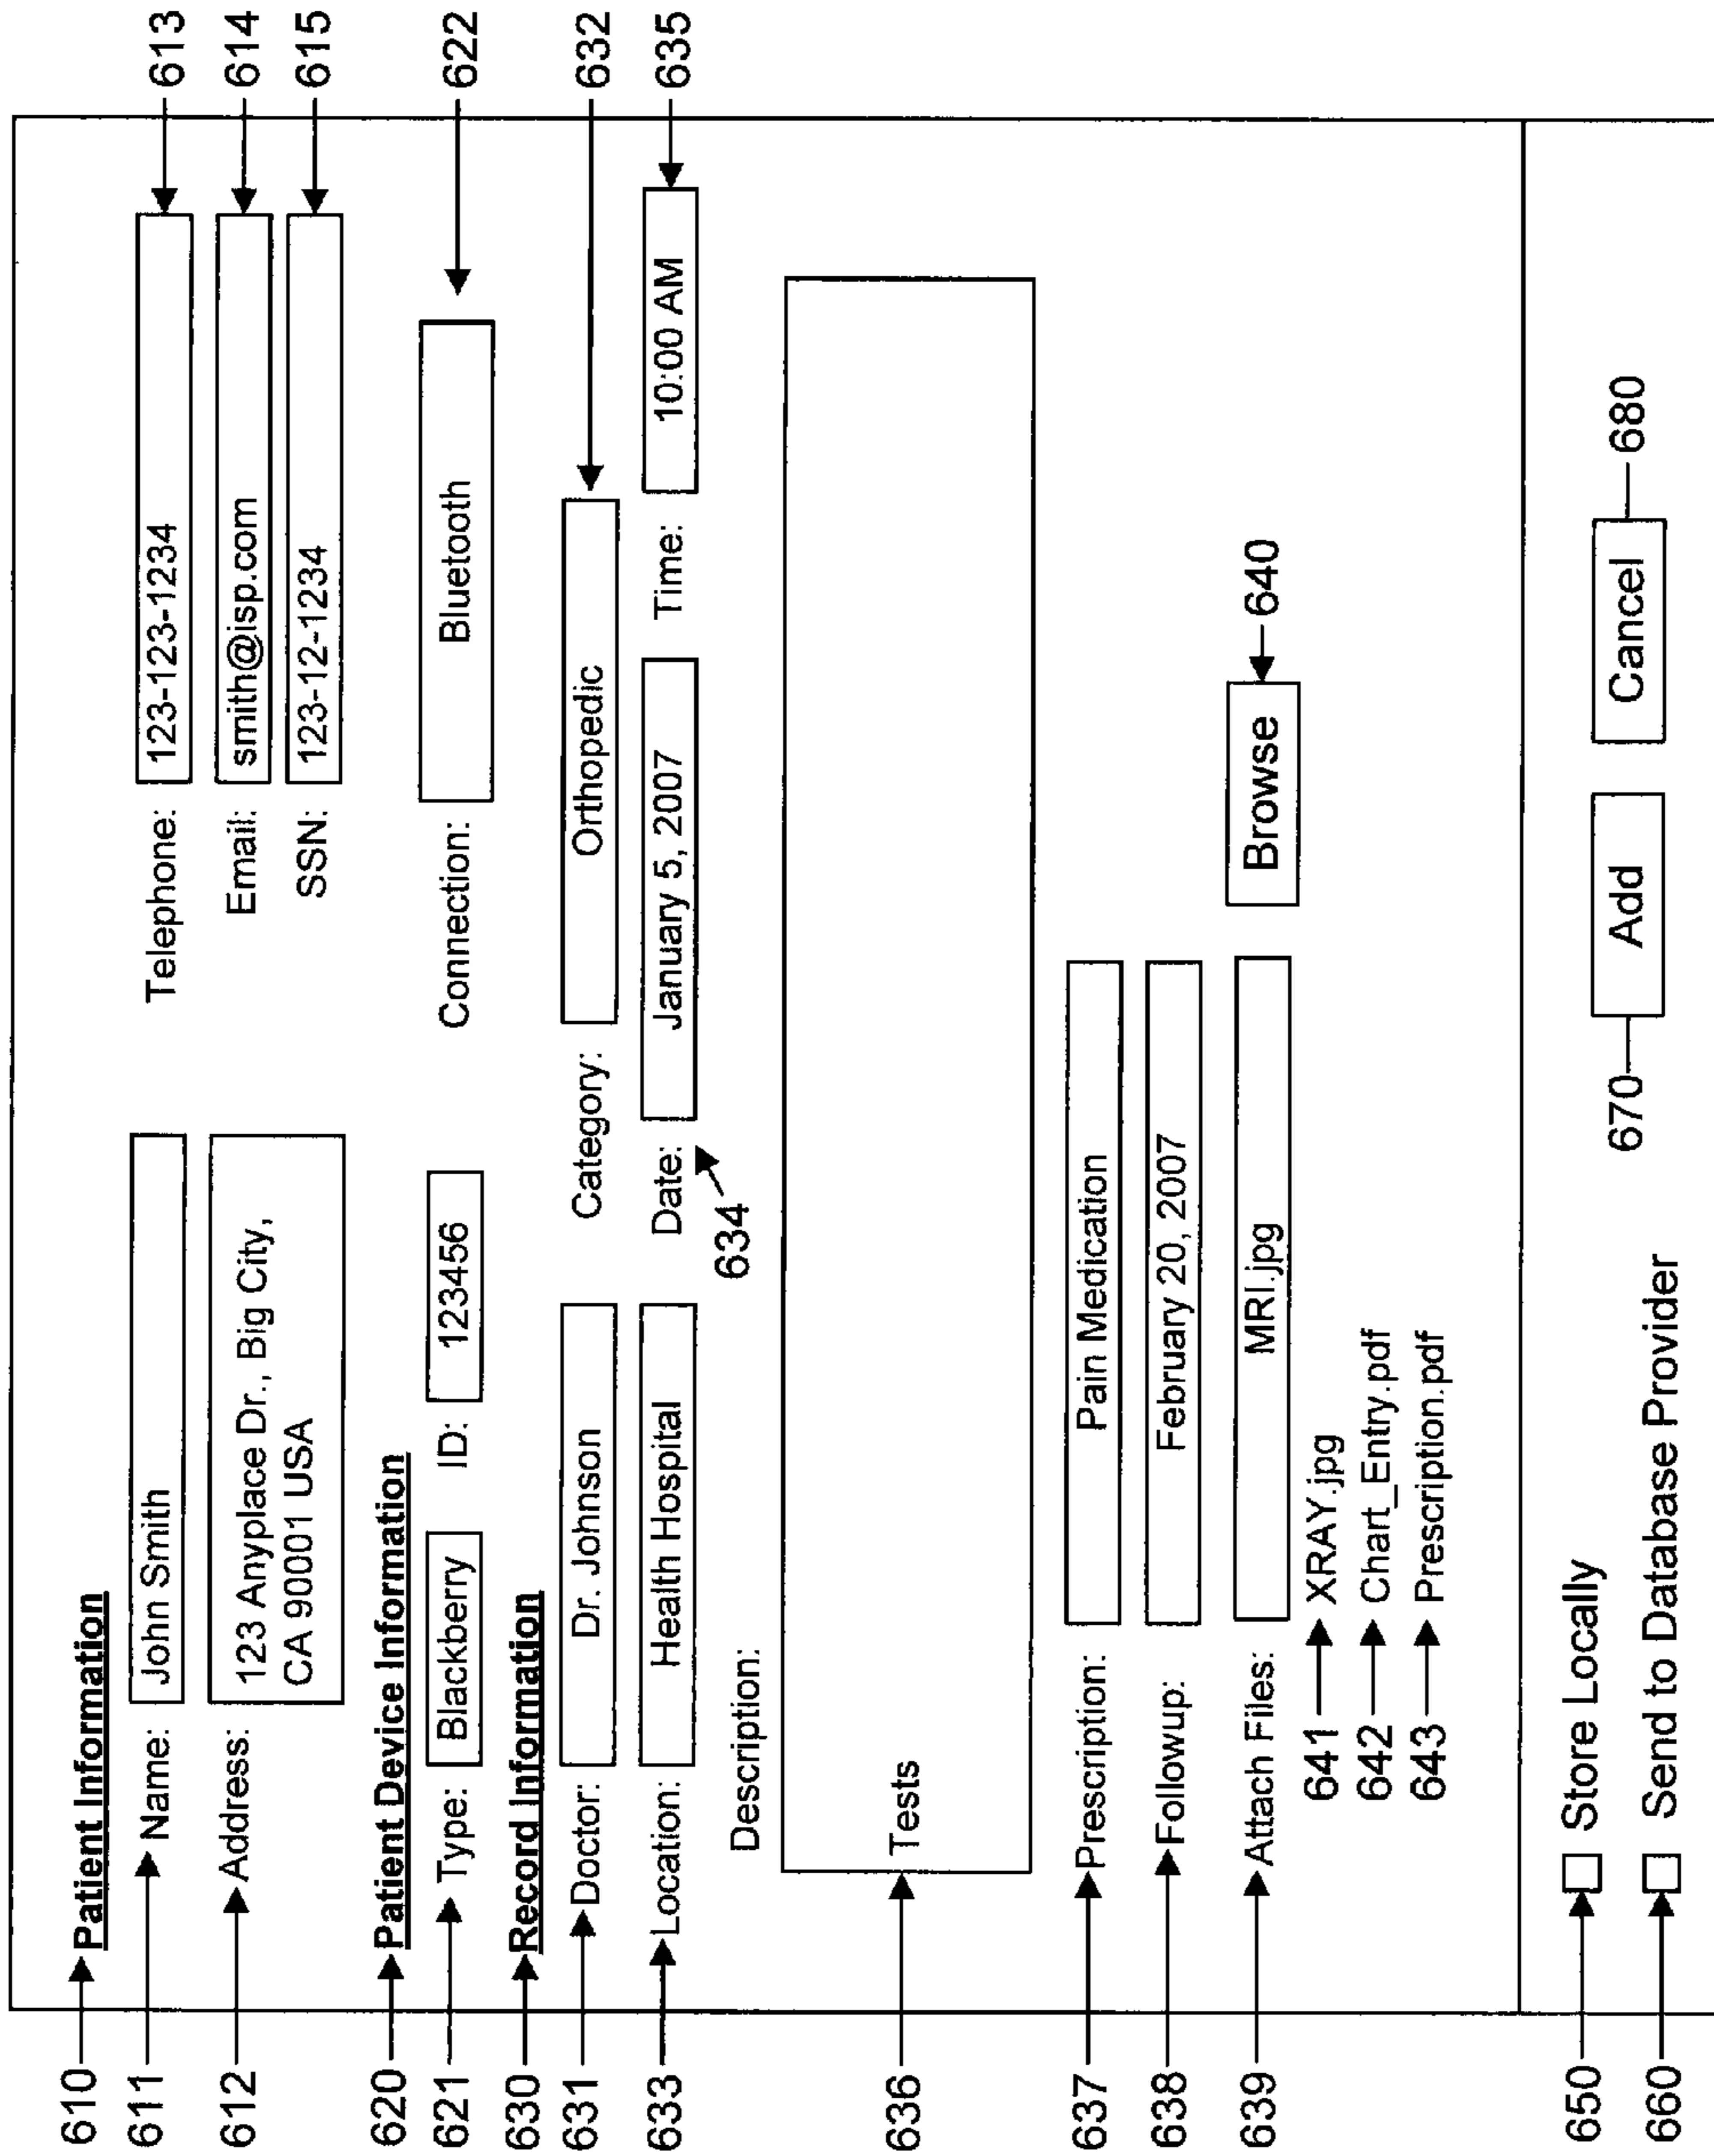 610 Patient Information
611 Name: John Smith Telephone: 123-123-1234 613
612 Address: 123 Anyplace Dr., Big City, Email: smith@isp.com 614
CA 90001 USA SSN: 123-12-1234 615
620 Patient Device Information
621 Type: Blackberry ID: 123456 Connection: Bluetooth 622
630 Record Information
631 Doctor: Dr. Johnson Category: Orthopedic 632
633 Location: Health Hospital Date: January 5, 2007 Time: 10:00 AM 635
634
Description:
636 Tests
637 Prescription: Pain Medication
638 Followup: February 20, 2007
639 Attach Files: MRI.jpg Browse 640
641 XRAY.jpg
642 Chart_Entry.pdf
643 Prescription.pdf
650 Store Locally
670 Add Cancel 680
660 Send to Database Provider